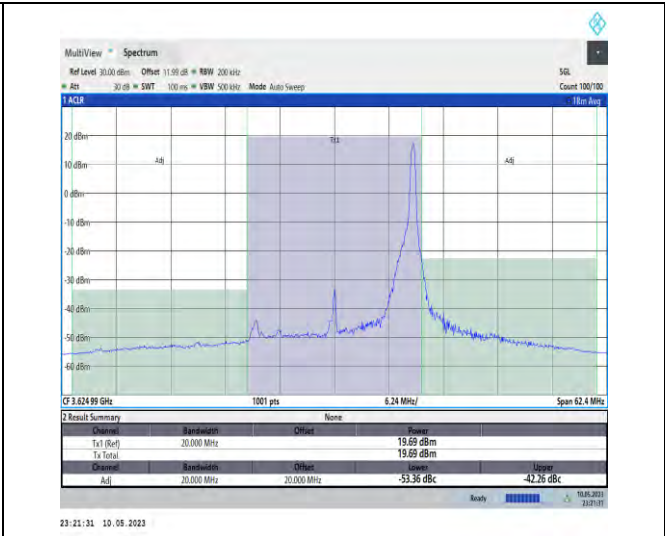 MultiView Spectrum
Ref Level 30.00 dBm Offset 11.99 dB RBW 200 kHz SGL
Att 30 dB SWT 100 ms VBW 500 kHz Mode Auto Sweep Count 100/100
1 ACLR 1Rm Avg
20 dBm
Tx1
Adj Adj
10 dBm
0 dBm
-10 dBm
-20 dBm
-30 dBm
-40 dBm
-50 dBm
-60 dBm
CF 3.62499 GHz 1001 pts 6.24 MHz/ Span 62.4 MHz
2 Result Summary None
Channel Bandwidth Offset Power
Tx1 (Ref) 20.000 MHz 19.69 dBm
Tx Total 19.69 dBm
Channel Bandwidth Offset Lower Upper
Adj 20.000 MHz 20.000 MHz -53.36 dBc -42.26 dBc
Ready 10.05.2023
23:21:31
23:21:31 10.05.2023